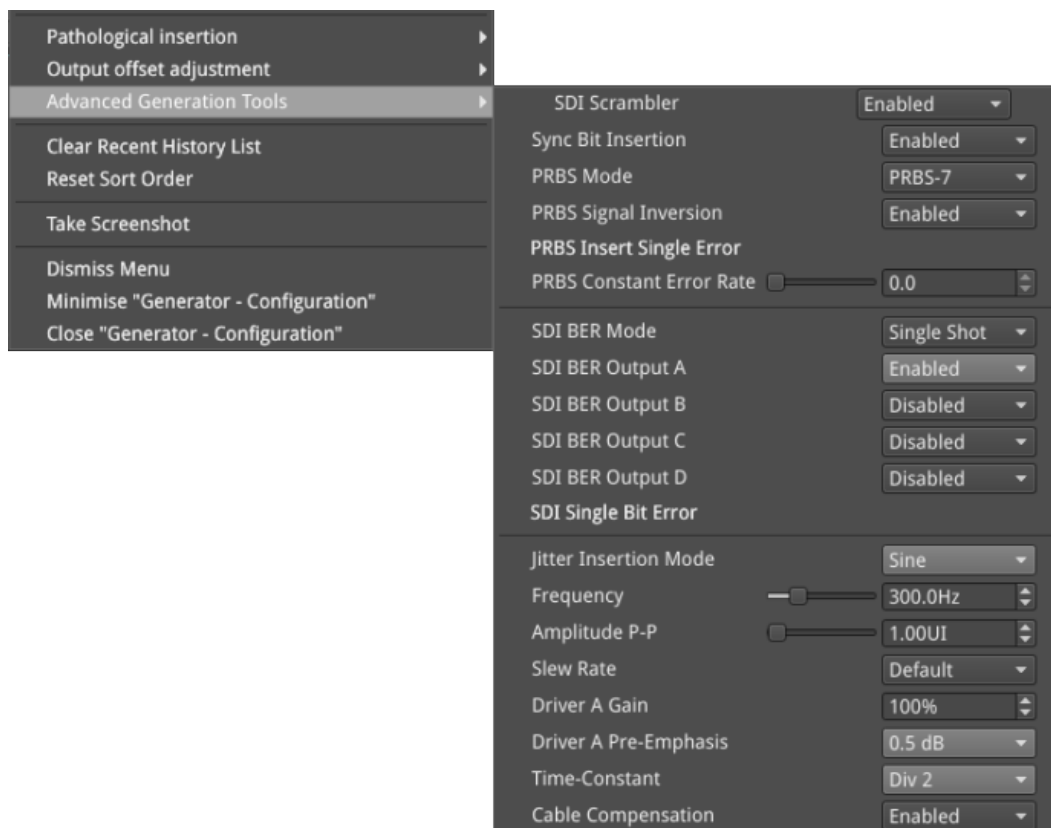 Pathological insertion
Output offset adjustment
Advanced Generation Tools
Clear Recent History List
Reset Sort Order
Take Screenshot
Dismiss Menu
Minimise "Generator - Configuration"
Close "Generator - Configuration"
SDI Scrambler Enabled
Sync Bit Insertion Enabled
PRBS Mode PRBS-7
PRBS Signal Inversion Enabled
PRBS Insert Single Error
PRBS Constant Error Rate 0.0
SDI BER Mode Single Shot
SDI BER Output A Enabled
SDI BER Output B Disabled
SDI BER Output C Disabled
SDI BER Output D Disabled
SDI Single Bit Error
Jitter Insertion Mode Sine
Frequency 300.0Hz
Amplitude P-P 1.00UI
Slew Rate Default
Driver A Gain 100%
Driver A Pre-Emphasis 0.5 dB
Time-Constant Div 2
Cable Compensation Enabled